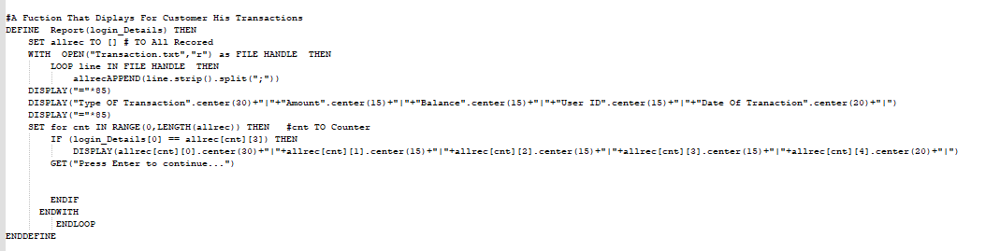 #A Fuction That Diplays For Customer His Transactions
DEFINE  Report(login_Details) THEN
SET allrec TO [] # TO All Recored
WITH  OPEN("Transaction.txt","r") as FILE HANDLE  THEN
LOOP line IN FILE HANDLE  THEN
allrecAPPEND(line.strip().split(";"))
DISPLAY("="*85)
DISPLAY("Type OF Transaction".center(30)+"|"+"Amount".center(15)+"|"+"Balance".center(15)+"|"+"User ID".center(15)+"|"+"Date Of Tranaction".center(20)+"|")
DISPLAY("="*85)
SET for cnt IN RANGE(0,LENGTH(allrec)) THEN   #cnt TO Counter
IF (login_Details[0] == allrec[cnt][3]) THEN
DISPLAY(allrec[cnt][0].center(30)+"|"+allrec[cnt][1].center(15)+"|"+allrec[cnt][2].center(15)+"|"+allrec[cnt][3].center(15)+"|"+allrec[cnt][4].center(20)+"|")
GET("Press Enter to continue...")
ENDIF
ENDWITH
ENDLOOP
ENDDEFINE